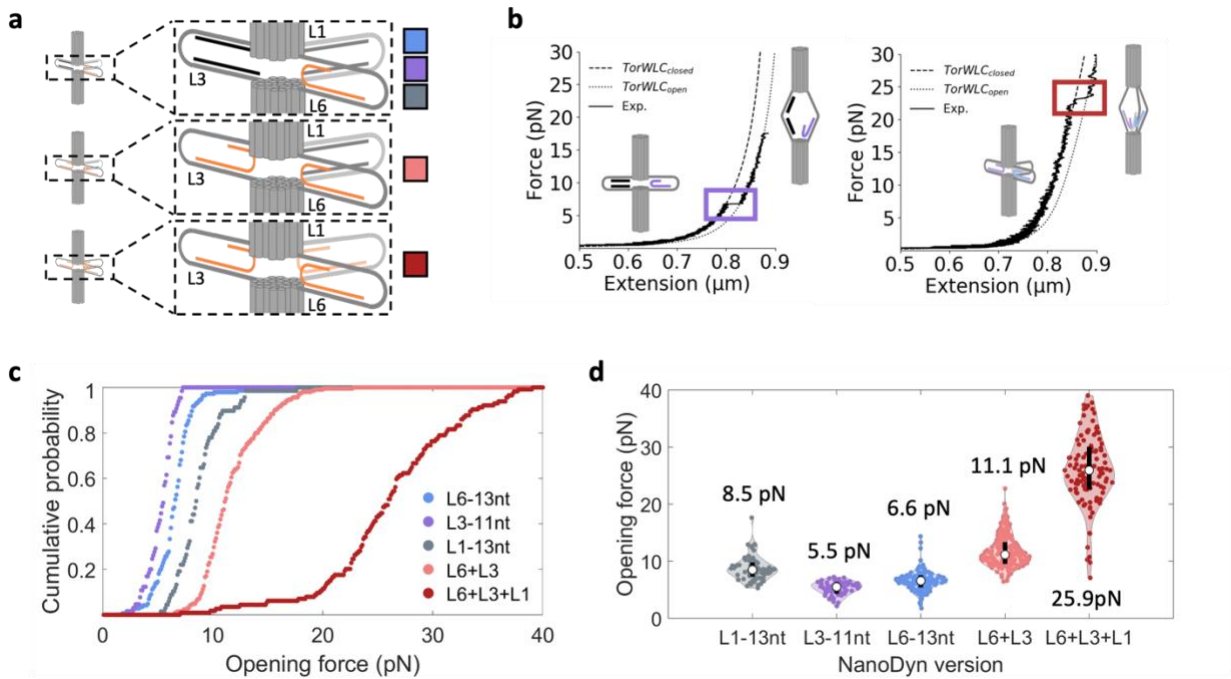 a
L1
L3
L6
L1
L3
L6
L1
L3
L6
b
30
25
20
15
10
5
Force (pN)
TorWLCclosed
TorWLCopen
Exp.
0.5 0.6 0.7 0.8 0.9
Extension (μm)
30
25
20
15
10
5
Force (pN)
TorWLCclosed
TorWLCopen
Exp.
0.5 0.6 0.7 0.8 0.9
Extension (μm)
c
Cumulative probability
1
0.8
0.6
0.4
0.2
L6-13nt
L3-11nt
L1-13nt
L6+L3
L6+L3+L1
0 10 20 30 40
Opening force (pN)
d
Opening force (pN)
40
30
20
10
0
8.5 pN
5.5 pN
6.6 pN
11.1 pN
25.9pN
L1-13nt L3-11nt L6-13nt L6+L3 L6+L3+L1
NanoDyn version